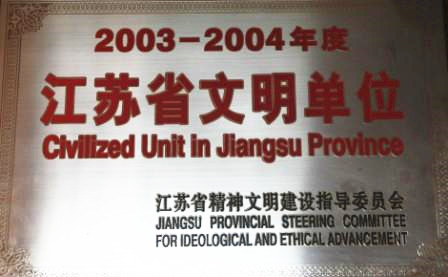 2003-2004年度
江苏省文明单位
Civilized Unit in Jiangsu Province
江苏省精神文明建设指导委员会
JIANGSU PROVINCIAL STEERING COMMITTEE
FOR IDEOLOGICAL AND ETHICAL ADVANCEMENT